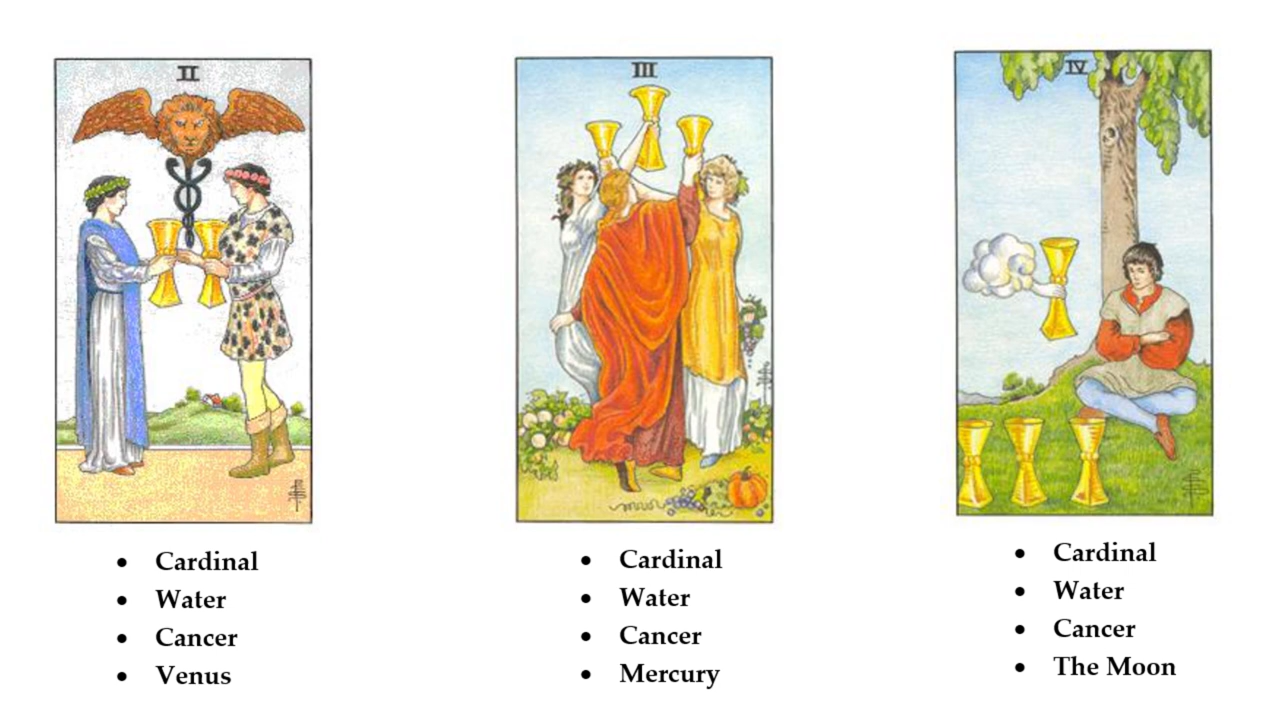 II
III
IV
• Cardinal
• Water
• Cancer
• Venus
• Cardinal
• Water
• Cancer
• Mercury
• Cardinal
• Water
• Cancer
• The Moon